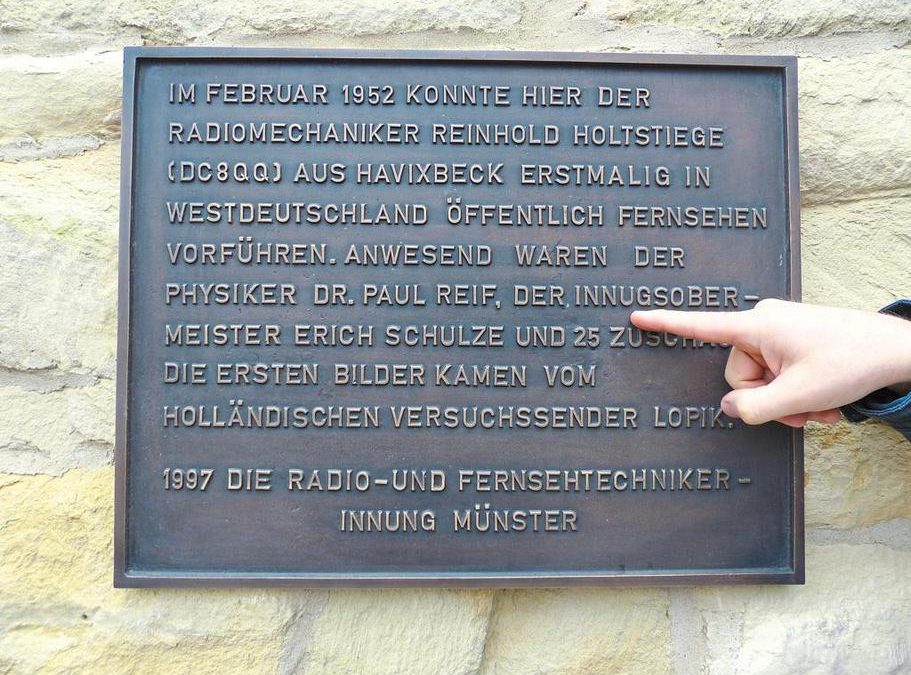 IM FEBRUAR 1952 KONNTE HIER DER
RADIOMECHANIKER REINHOLD HOLTSTIEGE
(DC8QQ) AUS HAVIXBECK ERSTMALIG IN
WESTDEUTSCHLAND ÖFFENTLICH FERNSEHEN
VORFÜHREN. ANWESEND WAREN DER
PHYSIKER DR. PAUL REIF, DER INNUGSOBER-
MEISTER ERICH SCHULZE UND 25
DIE ERSTEN BILDER KAMEN VOM
HOLLÄNDISCHEN VERSUCHSSENDER LOPIK.
1997 DIE RADIO-UND FERNSEHTECHNIKER-
INNUNG MÜNSTER